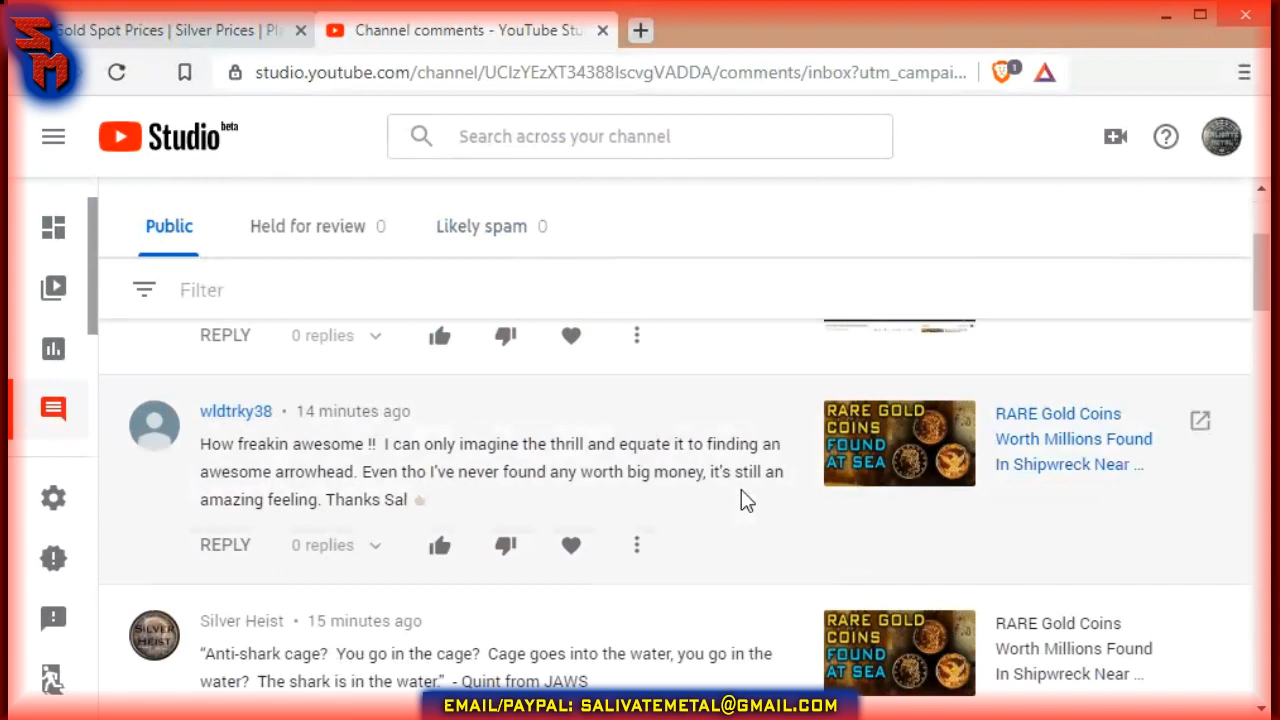 SM
Gold Spot Prices | Silver Prices | Pl
Channel comments - YouTube Stu
studio.youtube.com/channel/UCIzYEzXT34388IscvgVADDA/comments/inbox?utm_campai...
1
Studio beta
Search across your channel
Public
Held for review 0
Likely spam 0
Filter
REPLY 0 replies
wldtrky38 • 14 minutes ago
How freakin awesome !! I can only imagine the thrill and equate it to finding an
awesome arrowhead. Even tho I've never found any worth big money, it's still an
amazing feeling. Thanks Sal
REPLY 0 replies
RARE GOLD
COINS
FOUND
AT SEA
RARE Gold Coins
Worth Millions Found
In Shipwreck Near ...
Silver Heist • 15 minutes ago
“Anti-shark cage? You go in the cage? Cage goes into the water, you go in the
water? The shark is in the water.” - Quint from JAWS
SILVER
HEIST
RARE GOLD
COINS
FOUND
AT SEA
RARE Gold Coins
Worth Millions Found
In Shipwreck Near ...
EMAIL/PAYPAL: SALIVATEMETAL@GMAIL.COM